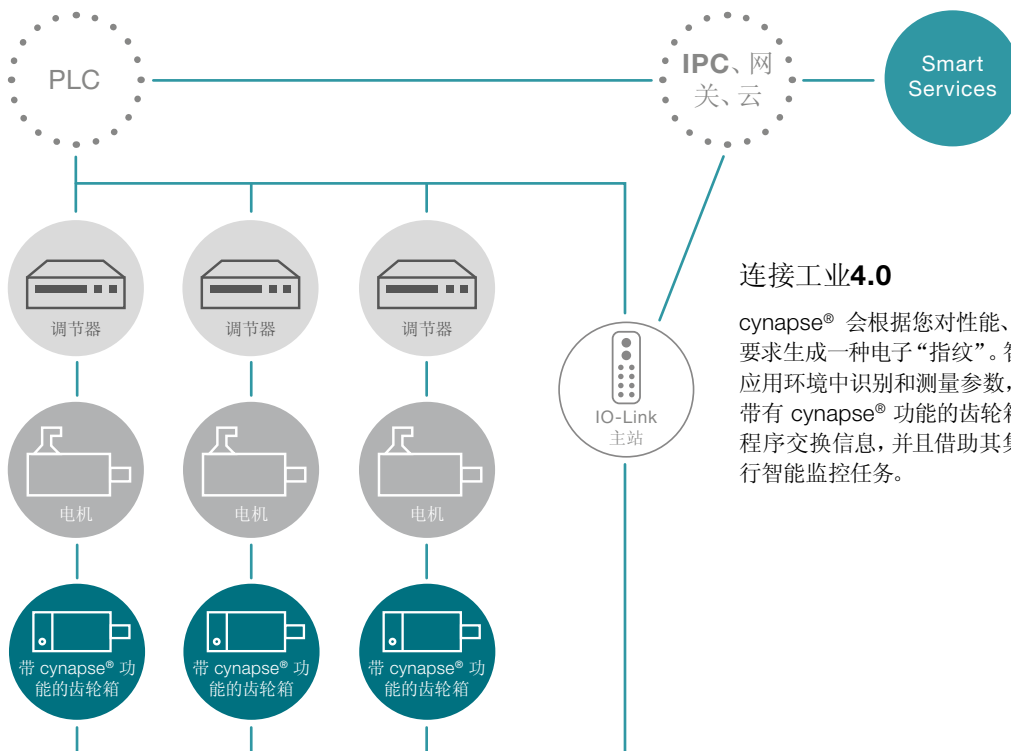 PLC
IPC、网
关、云
Smart
Services
调节器
调节器
调节器
IO-Link
主站
连接工业4.0
cynapse® 会根据您对性能、
要求生成一种电子“指纹”。
应用环境中识别和测量参数，
带有 cynapse® 功能的齿轮
程序交换信息，并且借助其
行智能监控任务。
电机
电机
电机
带 cynapse® 功
能的齿轮箱
带 cynapse® 功
能的齿轮箱
带 cynapse® 功
能的齿轮箱